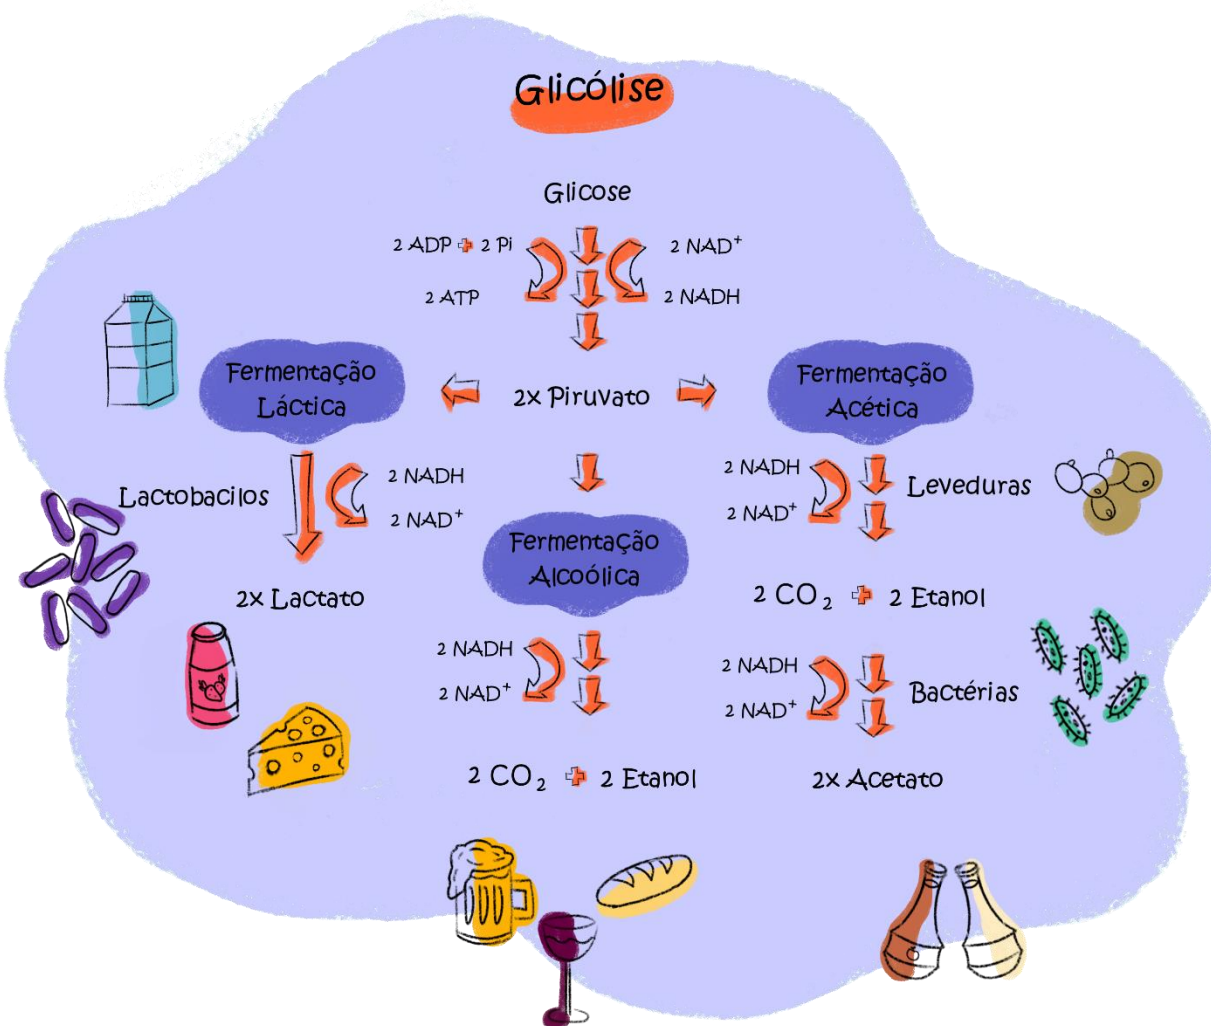 Glicólise
Glicose
2 ADP + 2 Pi
2 NAD⁺
2 ATP
2 NADH
2x Piruvato
Fermentação
Láctica
Lactobacilos
2 NADH
2 NAD⁺
2x Lactato
Fermentação
Alcoólica
2 NADH
2 NAD⁺
2 CO₂ + 2 Etanol
Fermentação
Acética
2 NADH
2 NAD⁺
Leveduras
2 CO₂ + 2 Etanol
2 NADH
2 NAD⁺
Bactérias
2x Acetato